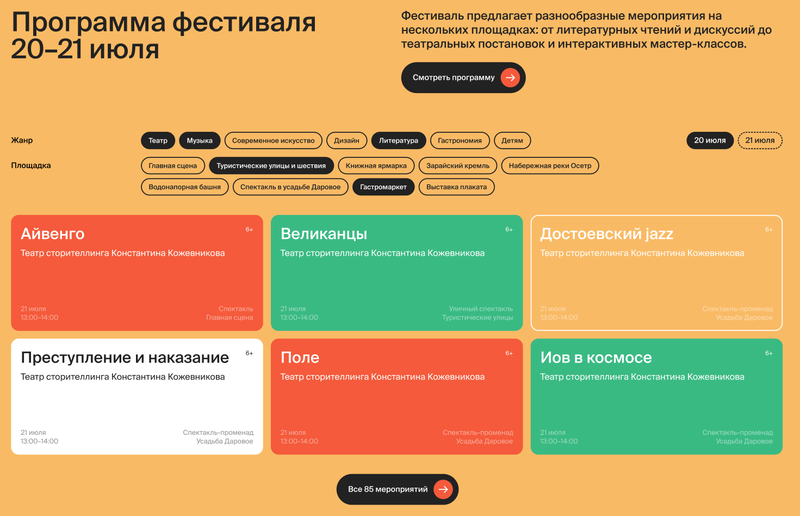 Программа фестиваля
20–21 июля
Фестиваль предлагает разнообразные мероприятия на
нескольких площадках: от литературных чтений и дискуссий до
театральных постановок и интерактивных мастер-классов.
Смотреть программу
Жанр
Театр
Музыка
Современное искусство
Дизайн
Литература
Гастрономия
Детям
20 июля
21 июля
Площадка
Главная сцена
Туристические улицы и шествия
Книжная ярмарка
Зарайский кремль
Набережная реки Осетр
Водонапорная башня
Спектакль в усадьбе Даровое
Гастромаркет
Выставка плаката
Айвенго
6+
Театр сторителлинга Константина Кожевникова
21 июля
13:00–14:00
Спектакль
Главная сцена
Великанцы
6+
Театр сторителлинга Константина Кожевникова
21 июля
13:00–14:00
Уличный спектакль
Туристические улицы
Достоевский jazz
6+
Театр сторителлинга Константина Кожевникова
21 июля
13:00–14:00
Спектакль-променад
Усадьба Даровое
Преступление и наказание
6+
Театр сторителлинга Константина Кожевникова
21 июля
13:00–14:00
Спектакль-променад
Усадьба Даровое
Поле
6+
Театр сторителлинга Константина Кожевникова
21 июля
13:00–14:00
Спектакль-променад
Усадьба Даровое
Иов в космосе
6+
Театр сторителлинга Константина Кожевникова
21 июля
13:00–14:00
Спектакль-променад
Усадьба Даровое
Все 85 мероприятий